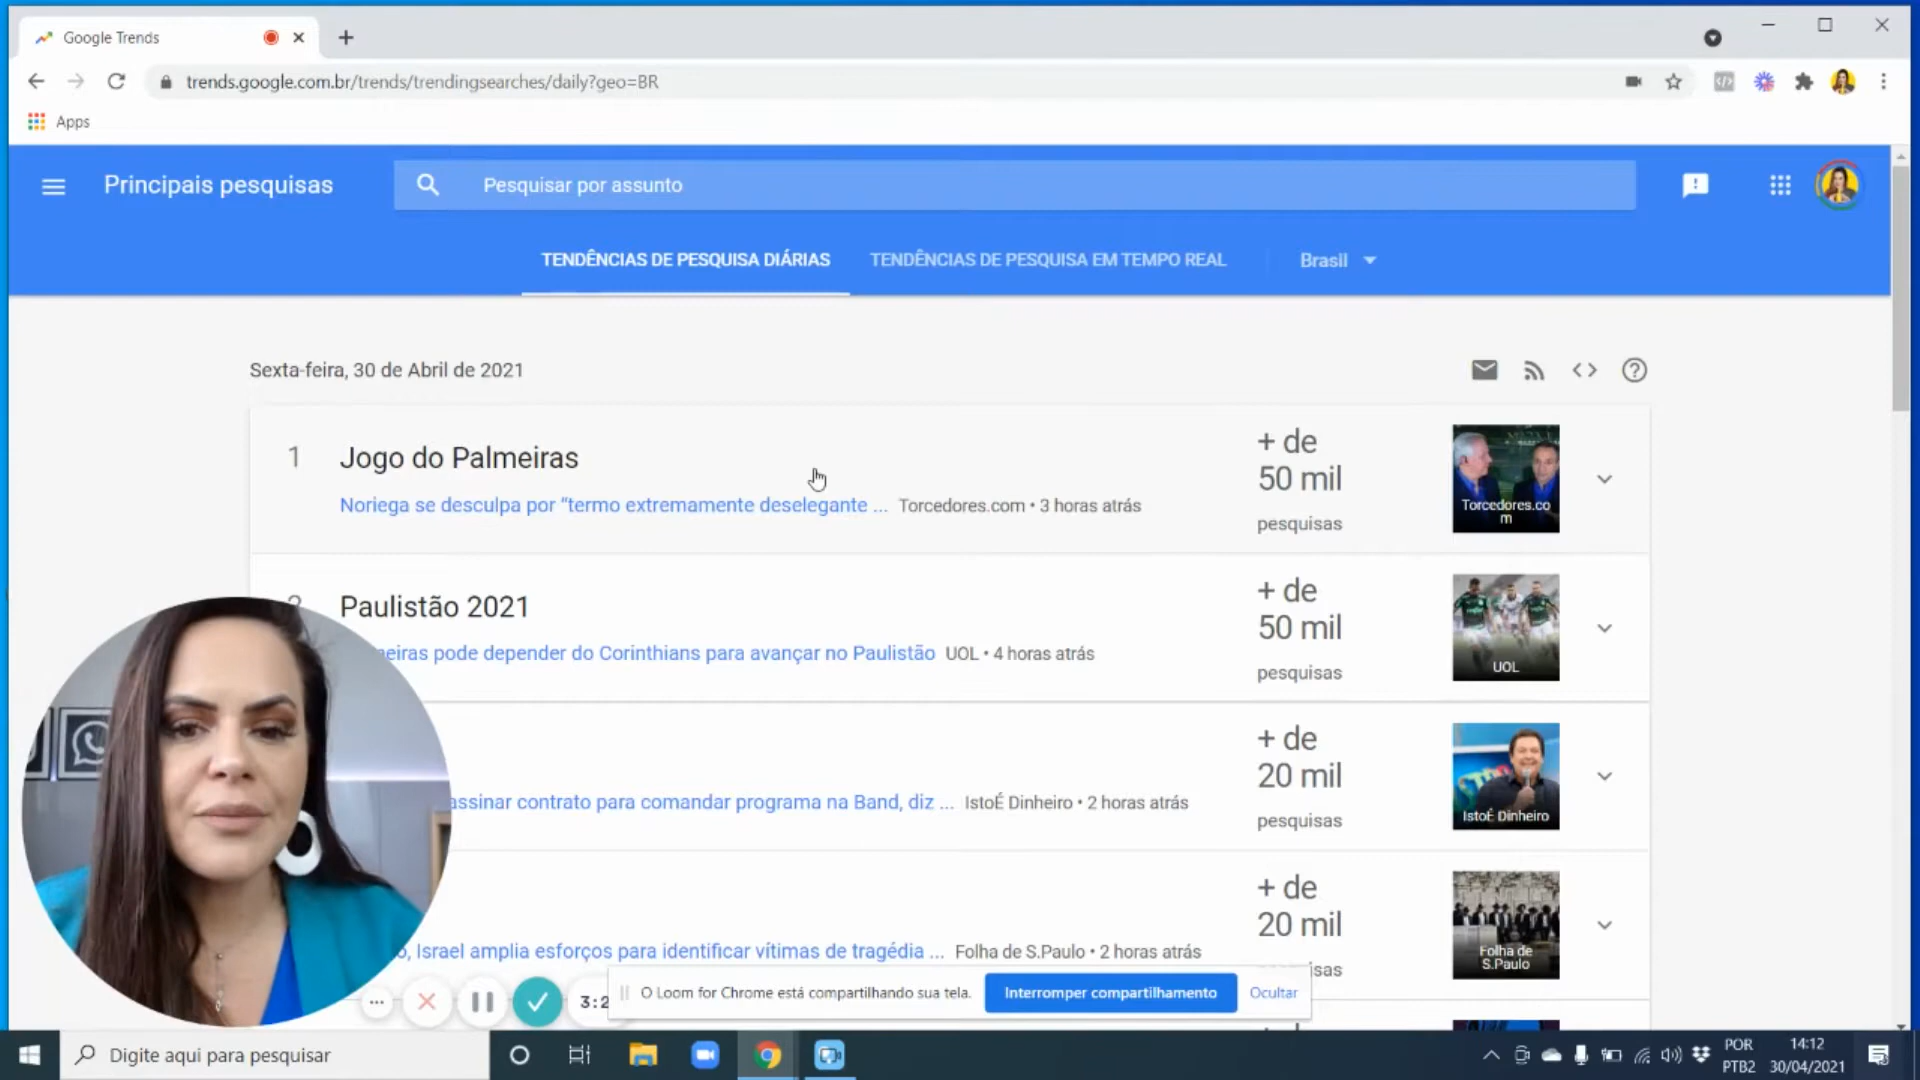 Google Trends
trends.google.com.br/trends/trendingsearches/daily?geo=BR
Apps
Principais pesquisas
Pesquisar por assunto
TENDÊNCIAS DE PESQUISA DIÁRIAS
TENDÊNCIAS DE PESQUISA EM TEMPO REAL
Brasil
Sexta-feira, 30 de Abril de 2021
1
Jogo do Palmeiras
Noriega se desculpa por “termo extremamente deselegante ... Torcedores.com • 3 horas atrás
+ de
50 mil
pesquisas
Torcedores.co
m
Paulistão 2021
eiras pode depender do Corinthians para avançar no Paulistão UOL • 4 horas atrás
+ de
50 mil
pesquisas
UOL
assinar contrato para comandar programa na Band, diz ... IstoÉ Dinheiro • 2 horas atrás
+ de
20 mil
pesquisas
IstoÉ Dinheiro
, Israel amplia esforços para identificar vítimas de tragédia ... Folha de S.Paulo • 2 horas atrás
+ de
20 mil
isas
Folha de
S.Paulo
3:2
O Loom for Chrome está compartilhando sua tela.
Interromper compartilhamento
Ocultar
Digite aqui para pesquisar
POR
PTB2
14:12
30/04/2021